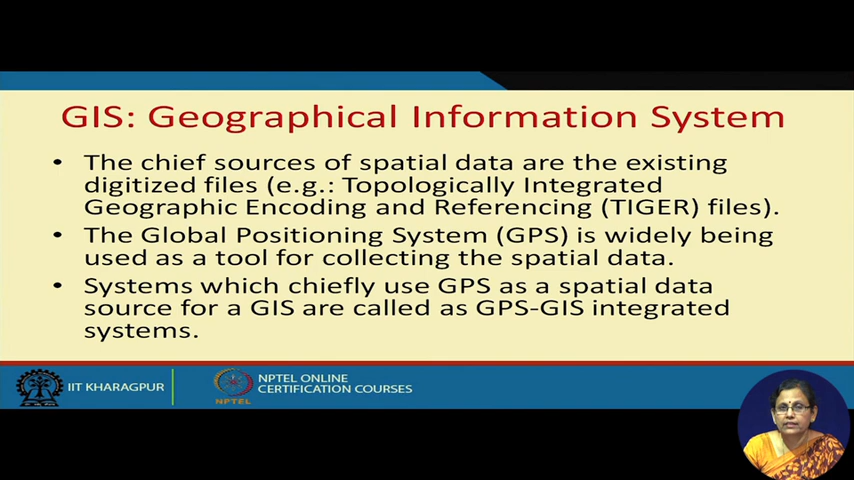 GIS: Geographical Information System
• The chief sources of spatial data are the existing
digitized files (e.g.: Topologically Integrated
Geographic Encoding and Referencing (TIGER) files).
• The Global Positioning System (GPS) is widely being
used as a tool for collecting the spatial data.
• Systems which chiefly use GPS as a spatial data
source for a GIS are called as GPS-GIS integrated
systems.
IIT KHARAGPUR
NPTEL
NPTEL ONLINE
CERTIFICATION COURSES